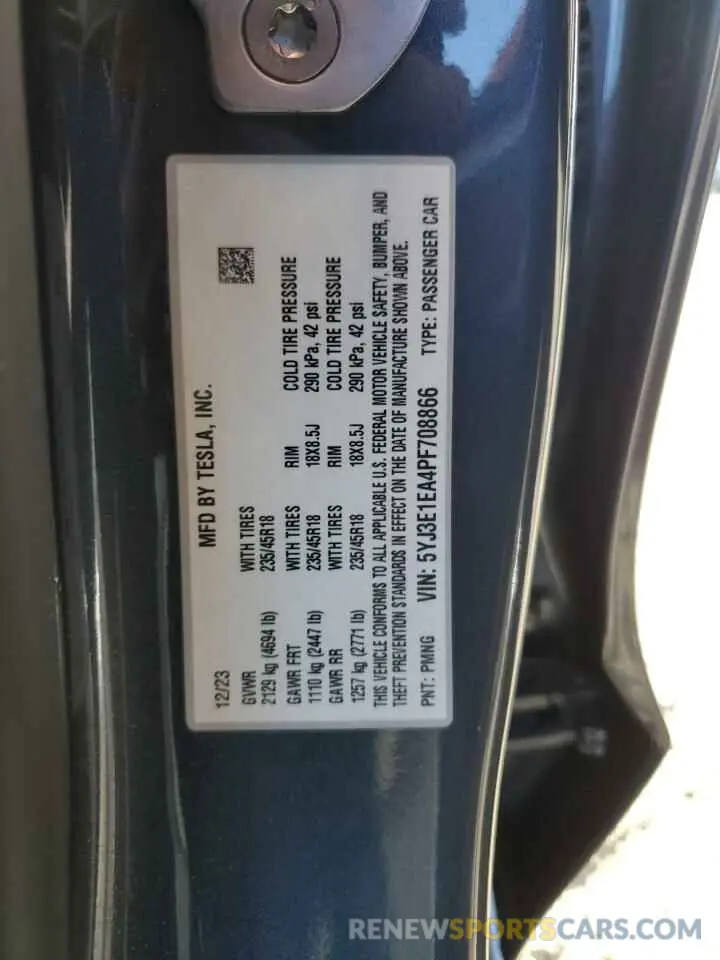 MFD BY TESLA, INC.
12/23
GVWR WITH TIRES
2129 kg (4694 lb) 235/45R18
GAWR FRT WITH TIRES RIM COLD TIRE PRESSURE
1110 kg (2447 lb) 235/45R18 18X8.5J 290 kPa, 42 psi
GAWR RR WITH TIRES RIM COLD TIRE PRESSURE
1257 kg (2771 lb) 235/45R18 18X8.5J 290 kPa, 42 psi
THIS VEHICLE CONFORMS TO ALL APPLICABLE U.S. FEDERAL MOTOR VEHICLE SAFETY, BUMPER, AND
THEFT PREVENTION STANDARDS IN EFFECT ON THE DATE OF MANUFACTURE SHOWN ABOVE.
PNT: PMNG VIN: 5YJ3E1EA4PF708866 TYPE: PASSENGER CAR
RENEWSPORTSCARS.COM